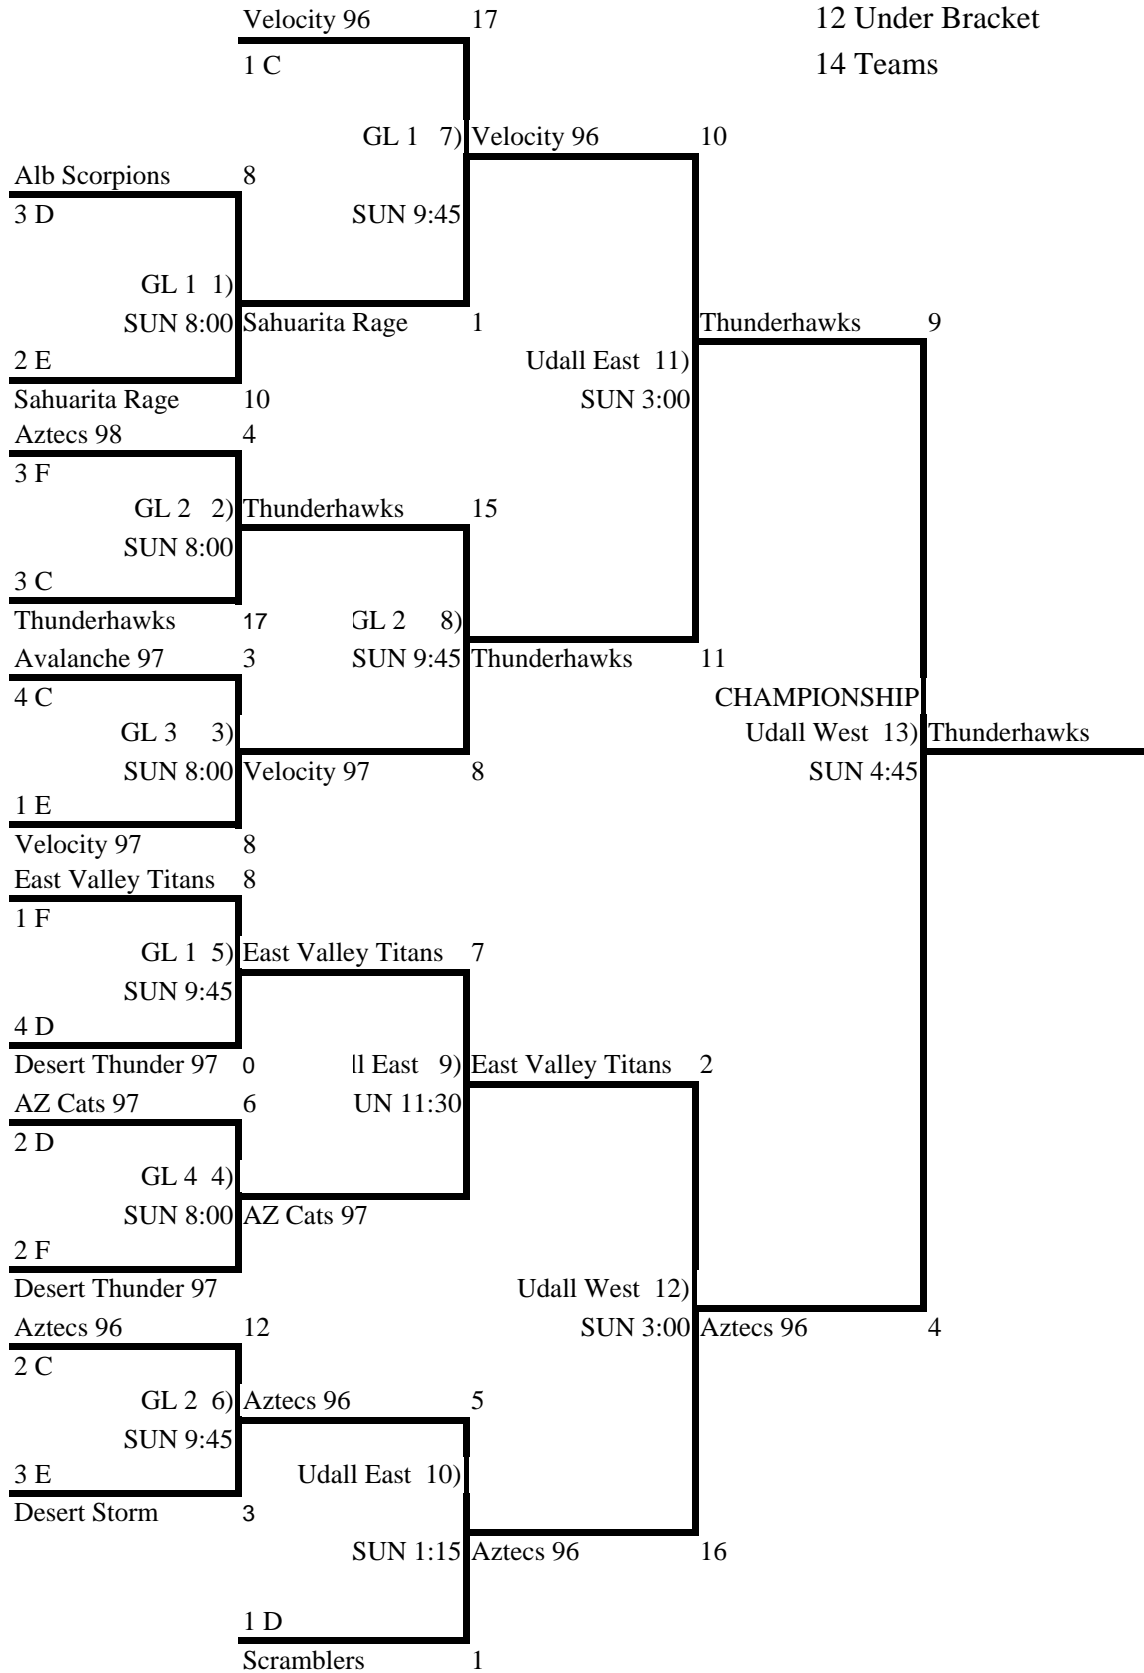 Velocity 96 17 12 Under Bracket
1 C 14 Teams
GL 1 7) Velocity 96 10
Alb Scorpions 8
3 D SUN 9:45
GL 1 1)
SUN 8:00 Sahuarita Rage 1 Thunderhawks 9
2 E Udall East 11)
Sahuarita Rage 10 SUN 3:00
Aztecs 98 4
3 F
GL 2 2) Thunderhawks 15
SUN 8:00
3 C
Thunderhawks 17 GL 2 8)
Avalanche 97 3 SUN 9:45 Thunderhawks 11
4 C CHAMPIONSHIP
GL 3 3) Udall West 13) Thunderhawks
SUN 8:00 Velocity 97 8 SUN 4:45
1 E
Velocity 97 8
East Valley Titans 8
1 F
GL 1 5) East Valley Titans 7
SUN 9:45
4 D
Desert Thunder 97 0 ll East 9) East Valley Titans 2
AZ Cats 97 6 UN 11:30
2 D
GL 4 4)
SUN 8:00 AZ Cats 97
2 F
Desert Thunder 97 Udall West 12)
Aztecs 96 12 SUN 3:00 Aztecs 96 4
2 C
GL 2 6) Aztecs 96 5
SUN 9:45
3 E Udall East 10)
Desert Storm 3
SUN 1:15 Aztecs 96 16
1 D
Scramblers 1